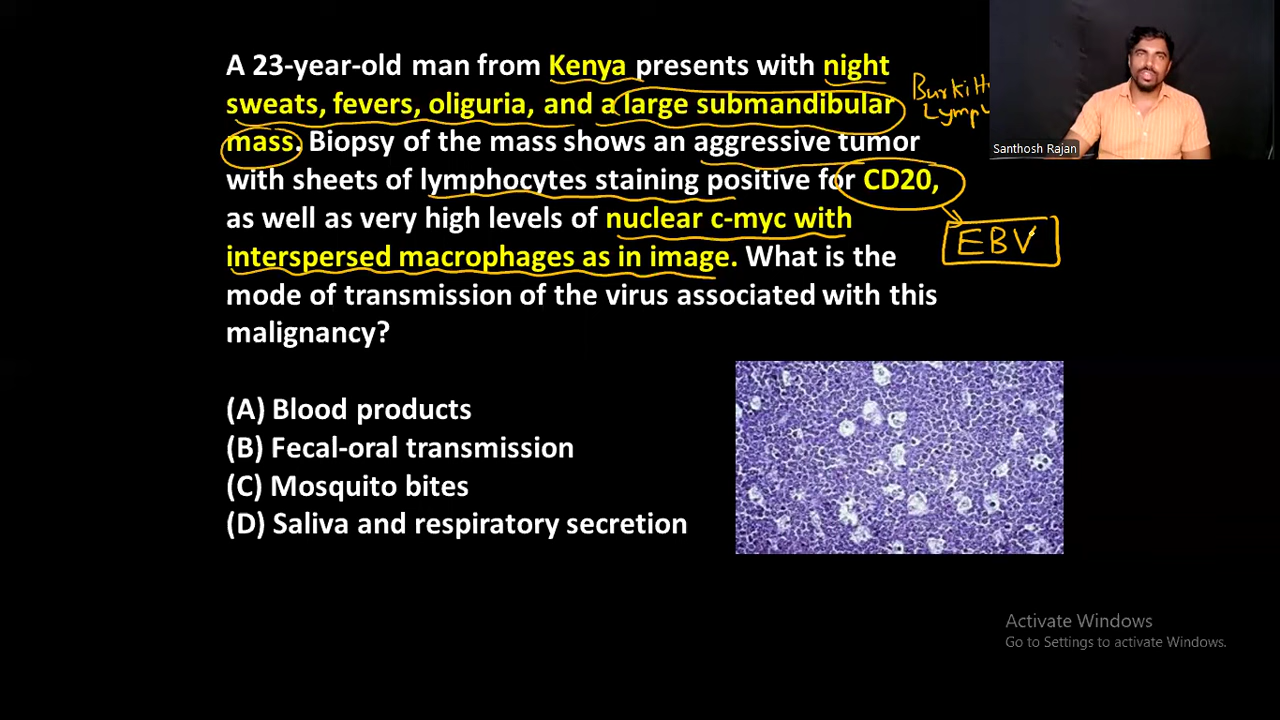 A 23-year-old man from Kenya presents with night
sweats, fevers, oliguria, and a large submandibular
mass. Biopsy of the mass shows an aggressive tumor
with sheets of lymphocytes staining positive for CD20,
as well as very high levels of nuclear c-myc with
interspersed macrophages as in image. What is the
mode of transmission of the virus associated with this
malignancy?
(A) Blood products
(B) Fecal-oral transmission
(C) Mosquito bites
(D) Saliva and respiratory secretion
EBV
Santhosh Rajan
Activate Windows
Go to Settings to activate Windows.